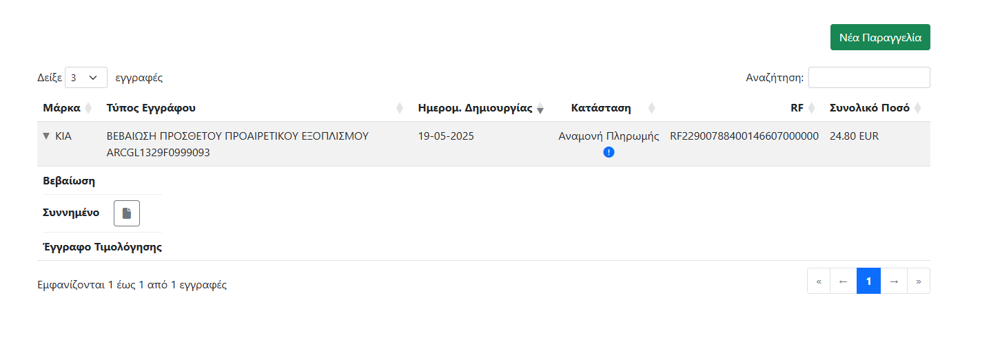 Νέα Παραγγελία
Δείξε 3 εγγραφές Αναζήτηση:
Μάρκα Τύπος Εγγράφου Ημερομ. Δημιουργίας Κατάσταση RF Συνολικό Ποσό
KIA ΒΕΒΑΙΩΣΗ ΠΡΟΣΘΕΤΟΥ ΠΡΟΑΙΡΕΤΙΚΟΥ ΕΞΟΠΛΙΣΜΟΥ 19-05-2025 Αναμονή Πληρωμής RF22900788400146607000000 24.80 EUR
ARCGL1329F0999093
Βεβαίωση
Συννημένο
Έγγραφο Τιμολόγησης
Εμφανίζονται 1 έως 1 από 1 εγγραφές « ← 1 → »